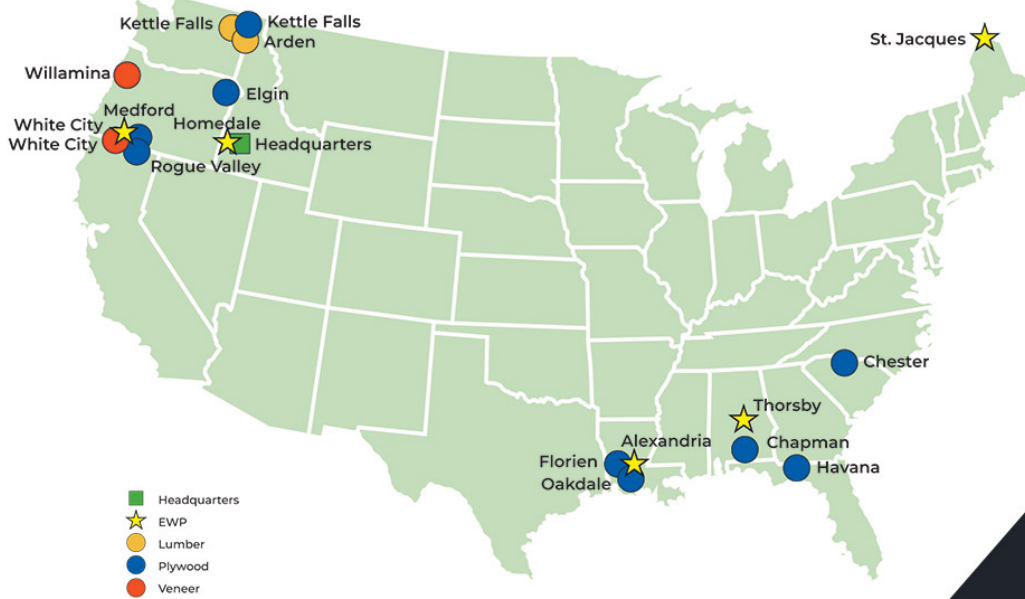 Kettle Falls
Kettle Falls
Arden
St. Jacques
Willamina
Elgin
Medford
White City
Homedale
White City
Headquarters
Rogue Valley
Chester
Thorsby
Alexandria
Chapman
Florien
Havana
Oakdale
Headquarters
EWP
Lumber
Plywood
Veneer